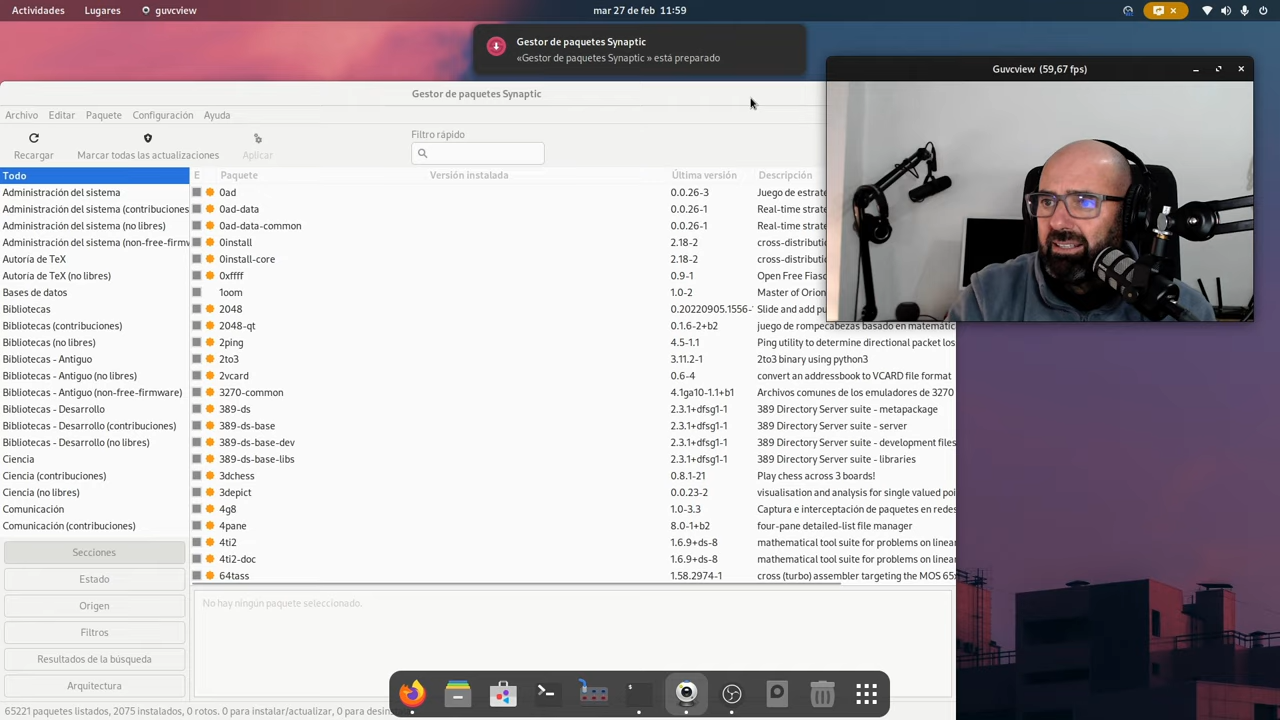 Actividades Lugares guvcview mar 27 de feb 11:59
Gestor de paquetes Synaptic
«Gestor de paquetes Synaptic » está preparado
Guvcview (59,67 fps)
Gestor de paquetes Synaptic
Archivo Editar Paquete Configuración Ayuda
Filtro rápido
Recargar Marcar todas las actualizaciones Aplicar
Todo
Administración del sistema
Administración del sistema (contribuciones
Administración del sistema (no libres)
Administración del sistema (non-free-firmw
Autoría de TeX
Autoría de TeX (no libres)
Bases de datos
Bibliotecas
Bibliotecas (contribuciones)
Bibliotecas (no libres)
Bibliotecas - Antiguo
Bibliotecas - Antiguo (no libres)
Bibliotecas - Antiguo (non-free-firmware)
Bibliotecas - Desarrollo
Bibliotecas - Desarrollo (contribuciones)
Bibliotecas - Desarrollo (no libres)
Ciencia
Ciencia (contribuciones)
Ciencia (no libres)
Comunicación
Comunicación (contribuciones)
Secciones
Estado
Origen
Filtros
Resultados de la búsqueda
Arquitectura
E Paquete Versión instalada Última versión Descripción
0ad 0.0.26-3 Juego de estrate
0ad-data 0.0.26-1 Real-time strateg
0ad-data-common 0.0.26-1 Real-time strateg
0install 2.18-2 cross-distributio
0install-core 2.18-2 cross-distributio
0xffff 0.9-1 Open Free Fiasc
1oom 1.0-2 Master of Orion
2048 0.20220905.1556- Slide and add pu
2048-qt 0.1.6-2+b2 juego de rompecabezas basado en matemátic
2ping 4.5-1.1 Ping utility to determine directional packet los
2to3 3.11.2-1 2to3 binary using python3
2vcard 0.6-4 convert an addressbook to VCARD file format
3270-common 4.1ga10-1.1+b1 Archivos comunes de los emuladores de 3270
389-ds 2.3.1+dfsg1-1 389 Directory Server suite - metapackage
389-ds-base 2.3.1+dfsg1-1 389 Directory Server suite - server
389-ds-base-dev 2.3.1+dfsg1-1 389 Directory Server suite - development files
389-ds-base-libs 2.3.1+dfsg1-1 389 Directory Server suite - libraries
3dchess 0.8.1-21 Play chess across 3 boards!
3depict 0.0.23-2 visualisation and analysis for single valued poi
4g8 1.0-3.3 Captura e interceptación de paquetes en redes
4pane 8.0-1+b2 four-pane detailed-list file manager
4ti2 1.6.9+ds-8 mathematical tool suite for problems on linear
4ti2-doc 1.6.9+ds-8 mathematical tool suite for problems on linear
64tass 1.58.2974-1 cross (turbo) assembler targeting the MOS 65
No hay ningún paquete seleccionado.
65221 paquetes listados, 2075 instalados, 0 rotos. 0 para instalar/actualizar, 0 para desins